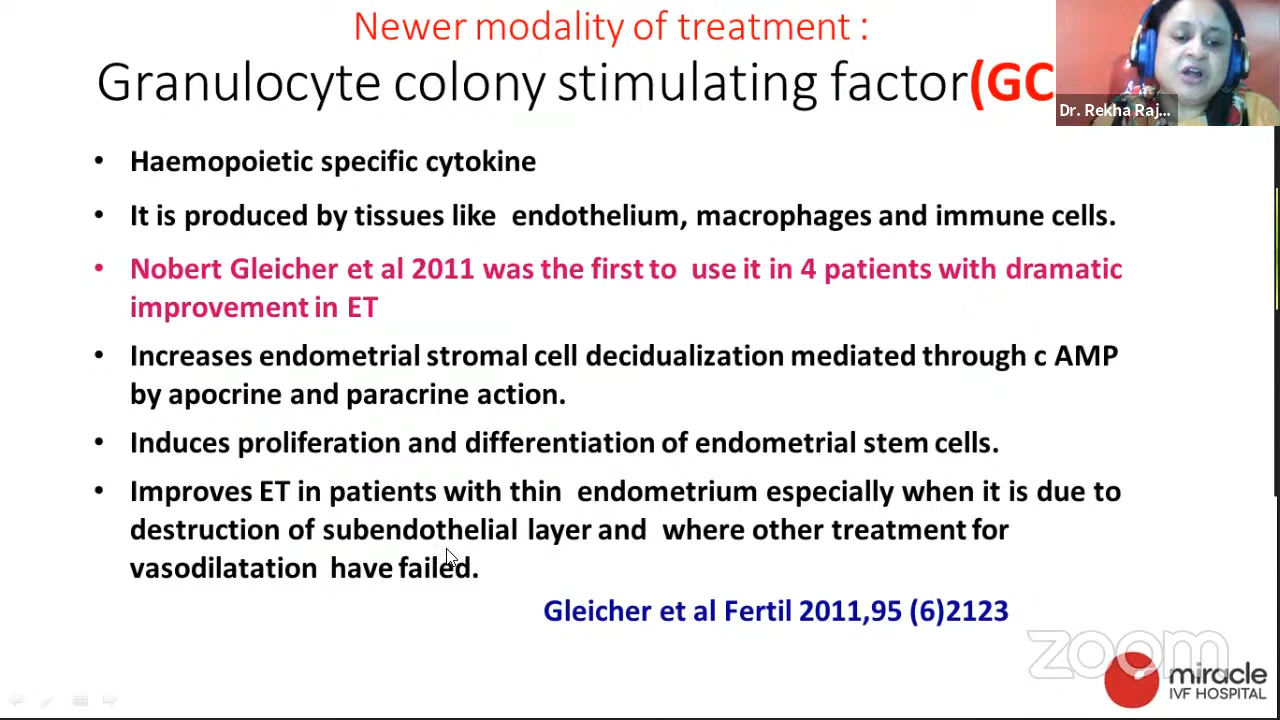 Newer modality of treatment :
Granulocyte colony stimulating factor(GC
Dr. Rekha Raj...
• Haemopoietic specific cytokine
• It is produced by tissues like endothelium, macrophages and immune cells.
• Nobert Gleicher et al 2011 was the first to use it in 4 patients with dramatic
improvement in ET
• Increases endometrial stromal cell decidualization mediated through c AMP
by apocrine and paracrine action.
• Induces proliferation and differentiation of endometrial stem cells.
• Improves ET in patients with thin endometrium especially when it is due to
destruction of subendothelial layer and where other treatment for
vasodilatation have failed.
Gleicher et al Fertil 2011,95 (6)2123
zoom
miracle
IVF HOSPITAL